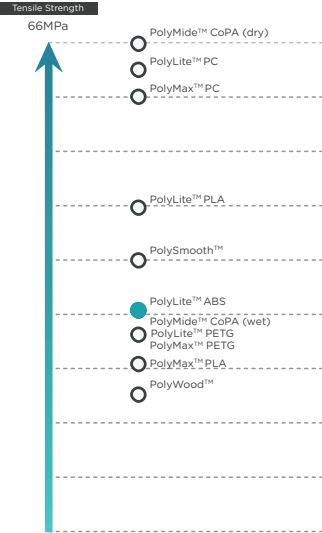 Tensile Strength
66MPa
PolyMide™ CoPA (dry)
PolyLite™ PC
PolyMax™ PC
PolyLite™ PLA
PolySmooth™
PolyLite™ ABS
PolyMide™ CoPA (wet)
PolyLite™ PETG
PolyMax™ PETG
PolyMax™ PLA
PolyWood™